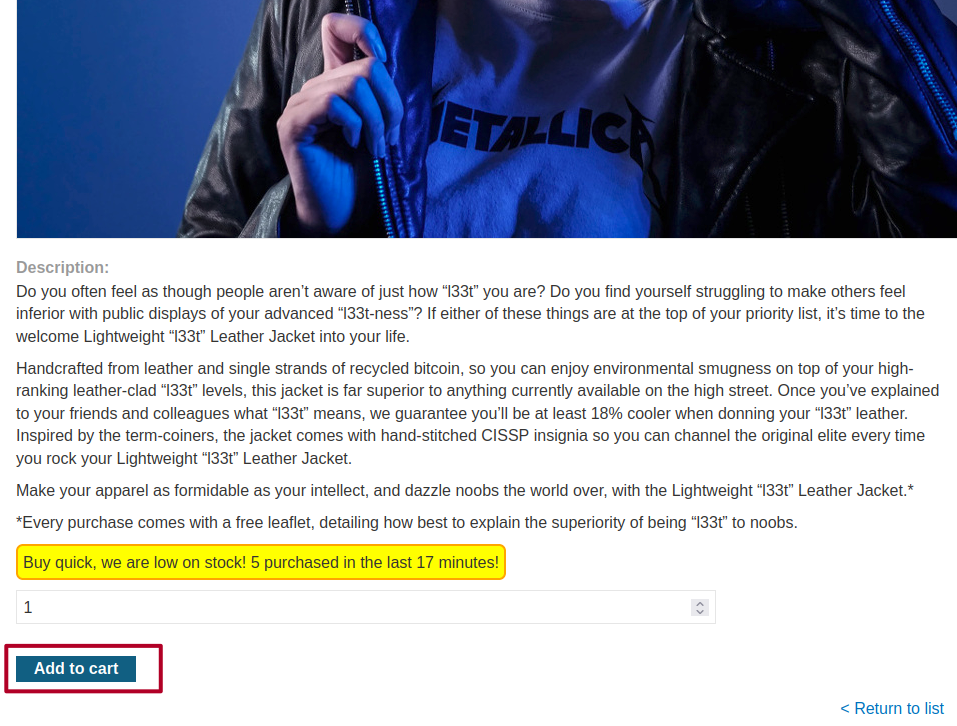 METALLICA
Description:
Do you often feel as though people aren’t aware of just how “l33t” you are? Do you find yourself struggling to make others feel
inferior with public displays of your advanced “l33t-ness”? If either of these things are at the top of your priority list, it’s time to the
welcome Lightweight “l33t” Leather Jacket into your life.
Handcrafted from leather and single strands of recycled bitcoin, so you can enjoy environmental smugness on top of your high-
ranking leather-clad “l33t” levels, this jacket is far superior to anything currently available on the high street. Once you’ve explained
to your friends and colleagues what “l33t” means, we guarantee you’ll be at least 18% cooler when donning your “l33t” leather.
Inspired by the term-coiners, the jacket comes with hand-stitched CISSP insignia so you can channel the original elite every time
you rock your Lightweight “l33t” Leather Jacket.
Make your apparel as formidable as your intellect, and dazzle noobs the world over, with the Lightweight “l33t” Leather Jacket.*
*Every purchase comes with a free leaflet, detailing how best to explain the superiority of being “l33t” to noobs.
Buy quick, we are low on stock! 5 purchased in the last 17 minutes!
1
Add to cart
< Return to list